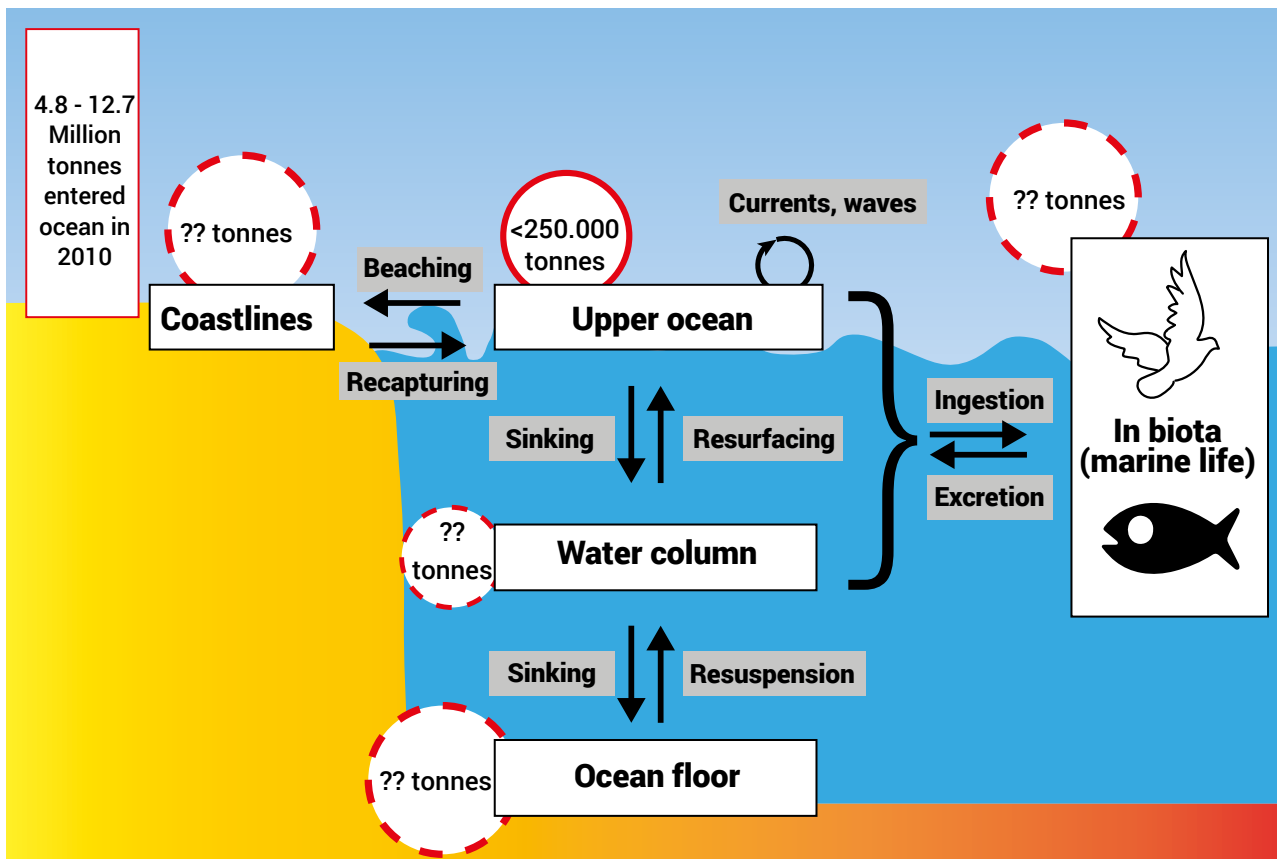 4.8 - 12.7
Million
tonnes
entered
ocean in
2010
?? tonnes
Coastlines
Beaching
Recapturing
<250.000
tonnes
Upper ocean
Currents, waves
?? tonnes
Sinking
Resurfacing
Ingestion
Excretion
In biota
(marine life)
??
tonnes
Water column
Sinking
Resuspension
?? tonnes
Ocean floor